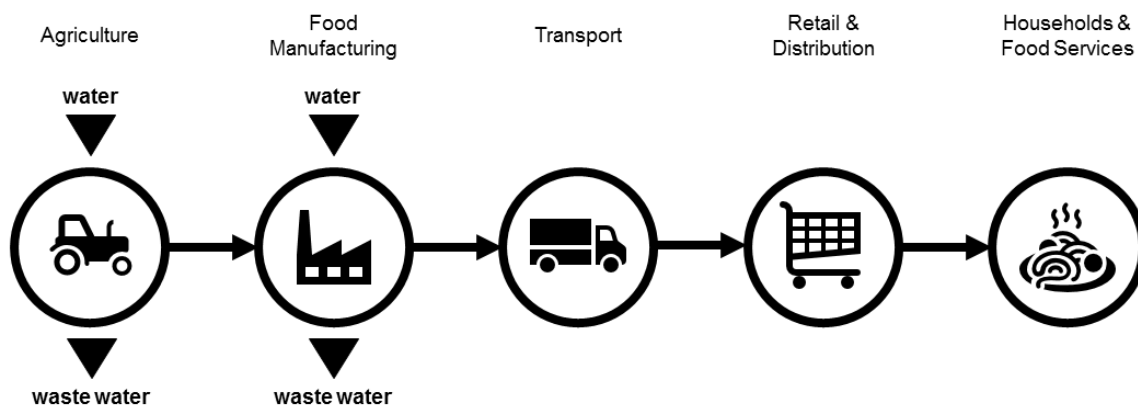 Agriculture
Food
Manufacturing
Transport
Retail &
Distribution
Households &
Food Services
water
water
waste water
waste water